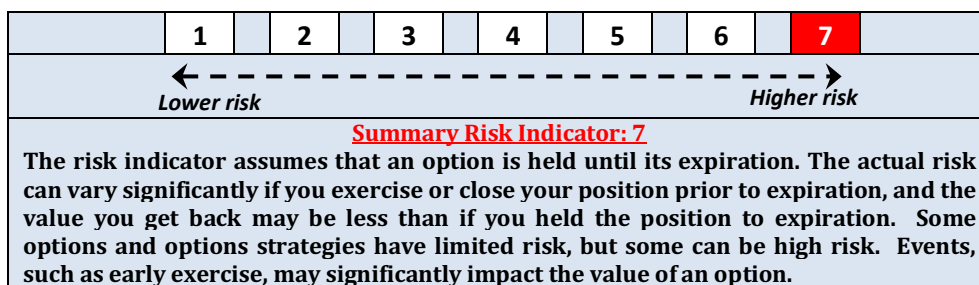 1 2 3 4 5 6 7
Lower risk Higher risk
Summary Risk Indicator: 7
The risk indicator assumes that an option is held until its expiration. The actual risk
can vary significantly if you exercise or close your position prior to expiration, and the
value you get back may be less than if you held the position to expiration. Some
options and options strategies have limited risk, but some can be high risk. Events,
such as early exercise, may significantly impact the value of an option.